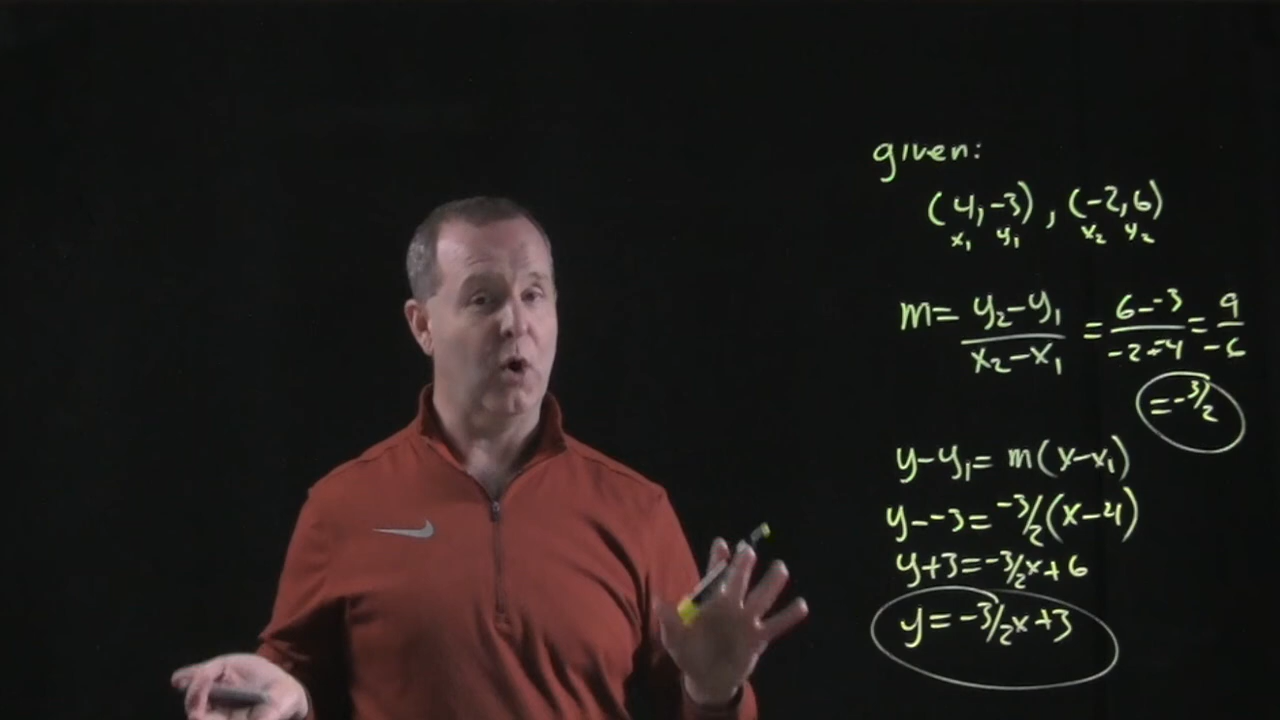 given:
(4,-3), (-2,6)
x₁ y₁ x₂ y₂
m = y₂-y₁/x₂-x₁ = 6--3/-2-4 = 9/-6
= -3/2
y-y₁ = m(x-x₁)
y--3 = -3/2(x-4)
y+3 = -3/2x+6
y = -3/2x+3